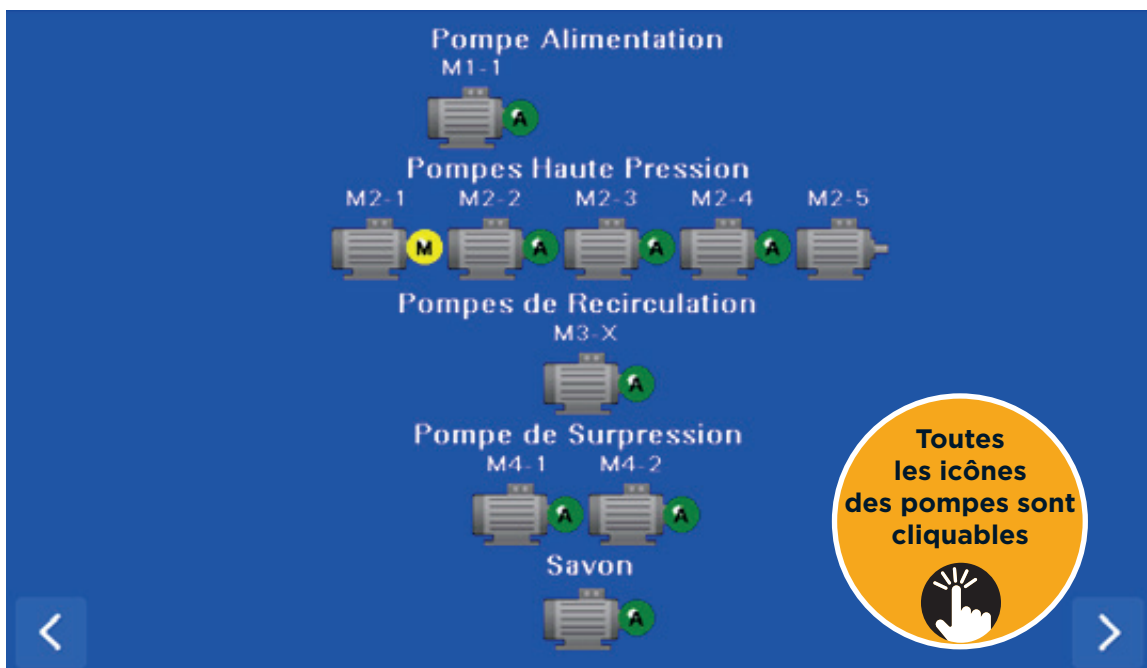 Pompe Alimentation
M1-1
A
Pompes Haute Pression
M2-1 M2-2 M2-3 M2-4 M2-5
M A A A
Pompes de Recirculation
M3-X
A
Pompe de Surpression
M4-1 M4-2
A A
Savon
A
Toutes
les icônes
des pompes sont
cliquables